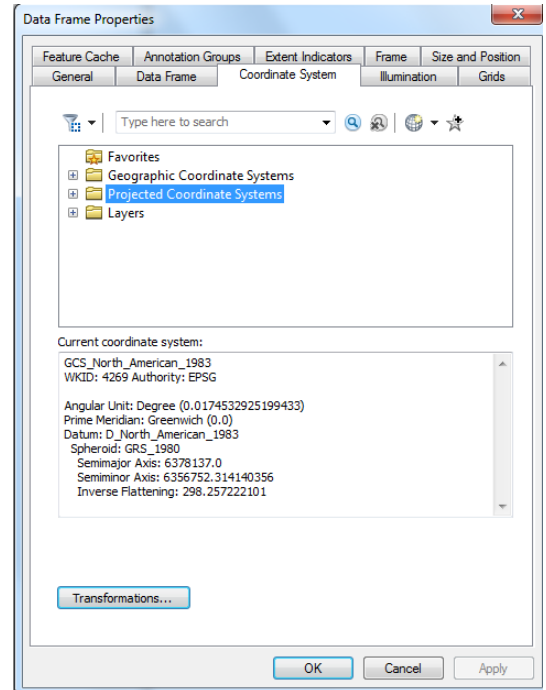 Data Frame Properties
Feature Cache Annotation Groups Extent Indicators Frame Size and Position
General Data Frame Coordinate System Illumination Grids
Type here to search
Favorites
Geographic Coordinate Systems
Projected Coordinate Systems
Layers
Current coordinate system:
GCS_North_American_1983
WKID: 4269 Authority: EPSG
Angular Unit: Degree (0.0174532925199433)
Prime Meridian: Greenwich (0.0)
Datum: D_North_American_1983
Spheroid: GRS_1980
Semimajor Axis: 6378137.0
Semiminor Axis: 6356752.314140356
Inverse Flattening: 298.257222101
Transformations...
OK Cancel Apply